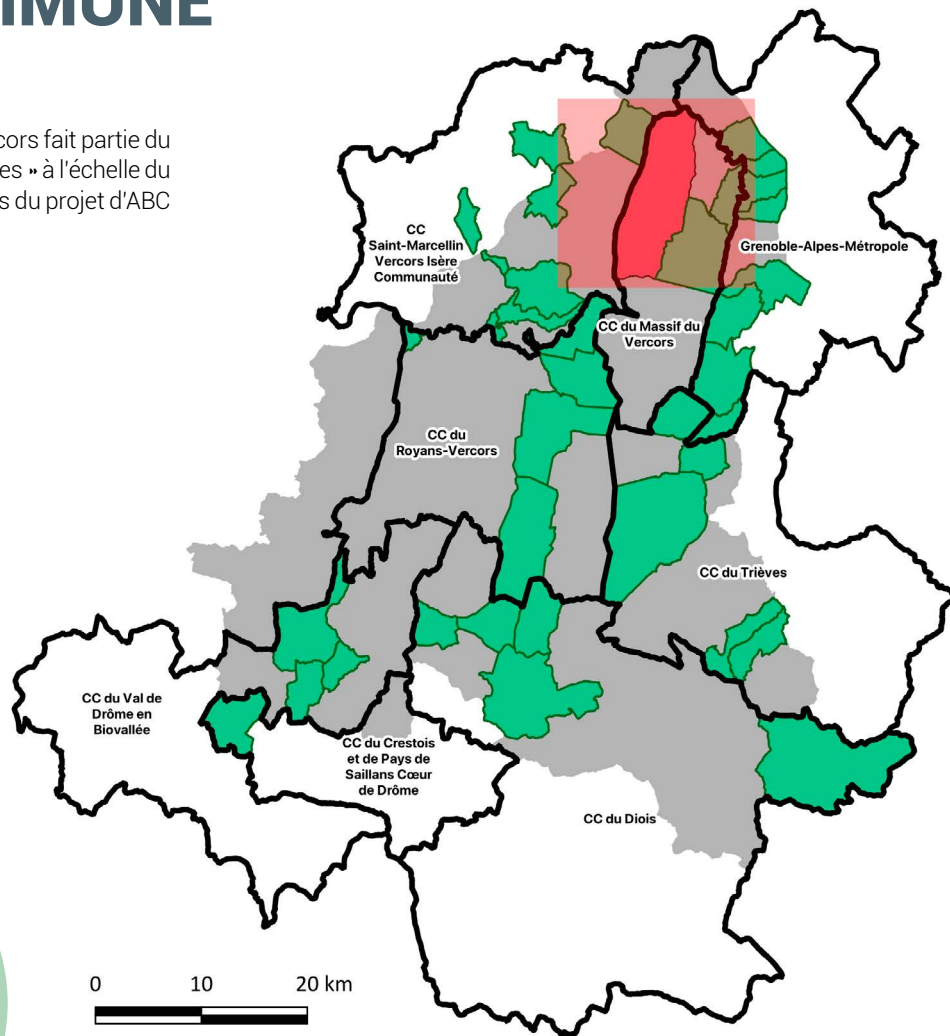 cors fait partie du
es » à l'échelle du
s du projet d'ABC
CC
Saint-Marcellin
Vercors Isère
Communauté
Grenoble-Alpes-Métropole
CC du Massif du
Vercors
CC du
Royans-Vercors
CC du Trièves
CC du Val de
Drôme en
Biovallée
CC du Crestois
et de Pays de
Saillans Cœur
de Drôme
CC du Diois
0 10 20 km